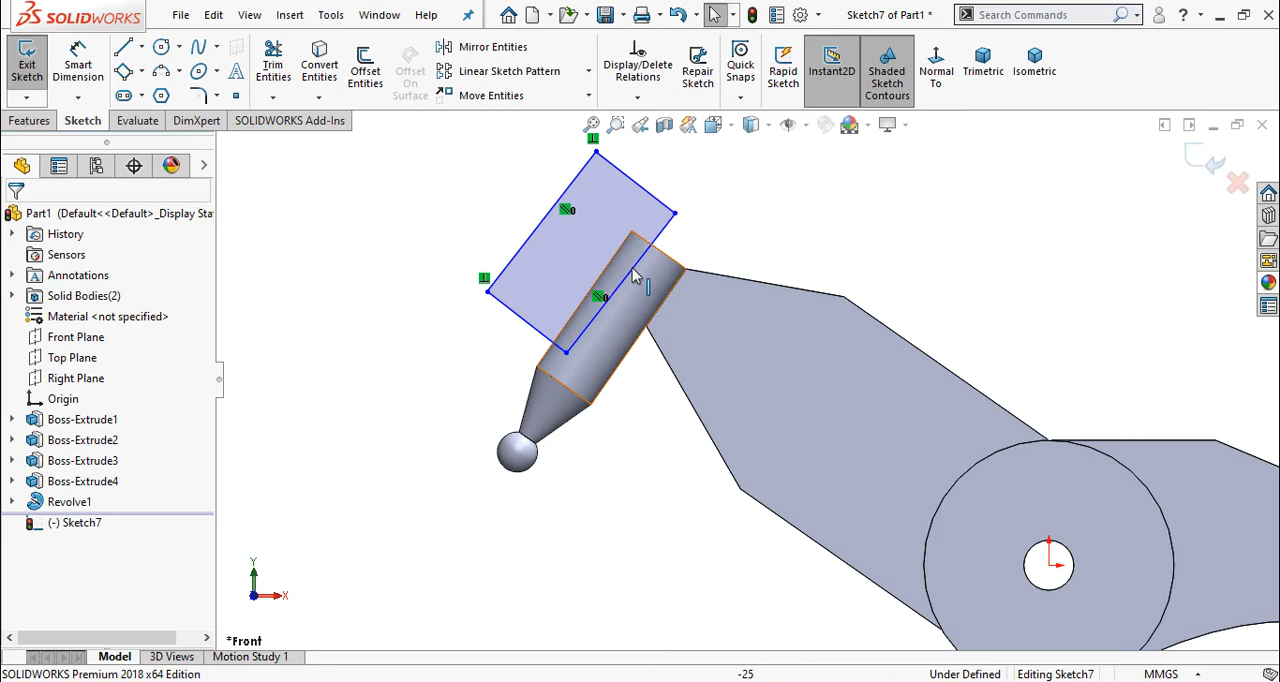 SOLIDWORKS File Edit View Insert Tools Window Help Sketch7 of Part1 * Search Commands ?
Exit Sketch
Smart Dimension
Trim Entities
Convert Entities
Offset Entities
Offset On Surface
Mirror Entities
Linear Sketch Pattern
Move Entities
Display/Delete Relations
Repair Sketch
Quick Snaps
Rapid Sketch
Instant2D
Shaded Sketch Contours
Normal To
Trimetric
Isometric
Features Sketch Evaluate DimXpert SOLIDWORKS Add-Ins
Part1 (Default<<Default>_Display Sta
History
Sensors
Annotations
Solid Bodies(2)
Material <not specified>
Front Plane
Top Plane
Right Plane
Origin
Boss-Extrude1
Boss-Extrude2
Boss-Extrude3
Boss-Extrude4
Revolve1
(-) Sketch7
0
0
Y
X
*Front
Model 3D Views Motion Study 1
SOLIDWORKS Premium 2018 x64 Edition -25 Under Defined Editing Sketch7 MMGS